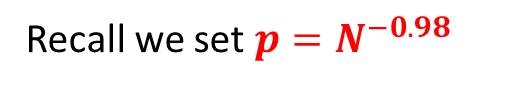 Recall we set p = N^{-0.98}